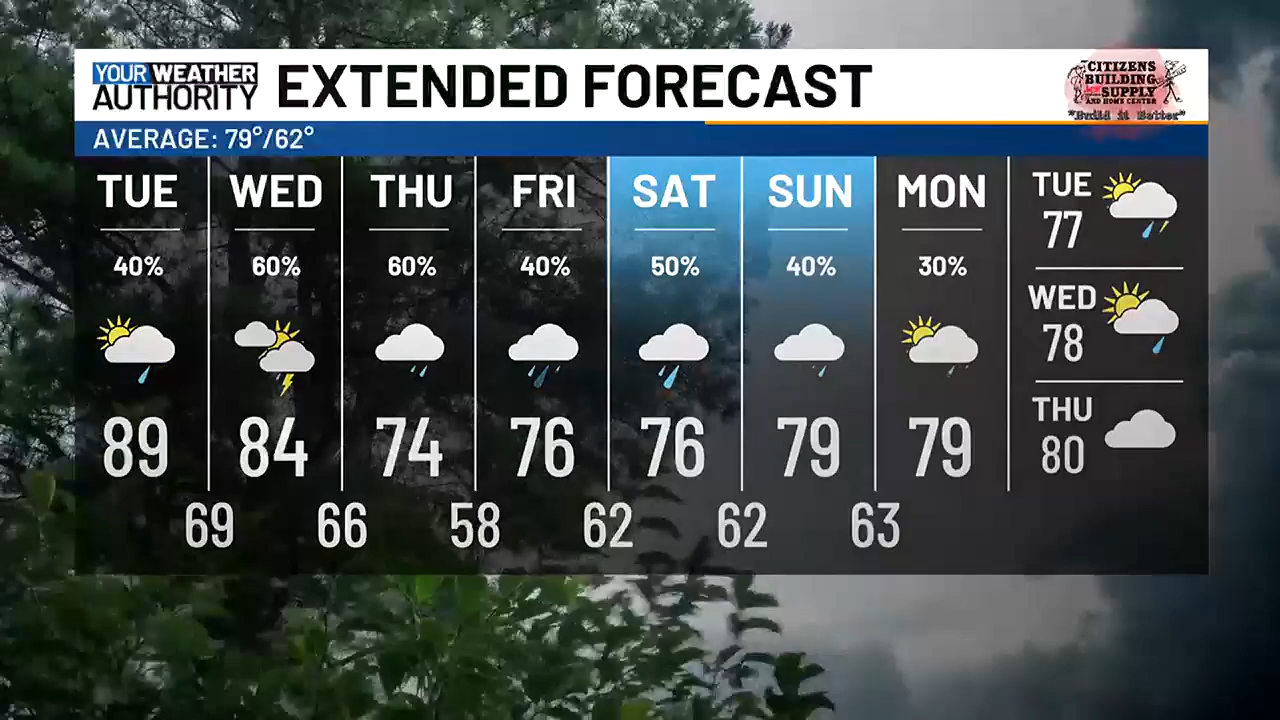 YOUR WEATHER
AUTHORITY
EXTENDED FORECAST
CITIZENS
BUILDING
SUPPLY
AND HOME CENTER
"Build it Better"
AVERAGE: 79°/62°
TUE WED THU FRI SAT SUN MON
40% 60% 60% 40% 50% 40% 30%
89 84 74 76 76 79 79
69 66 58 62 62 63
TUE
77
WED
78
THU
80